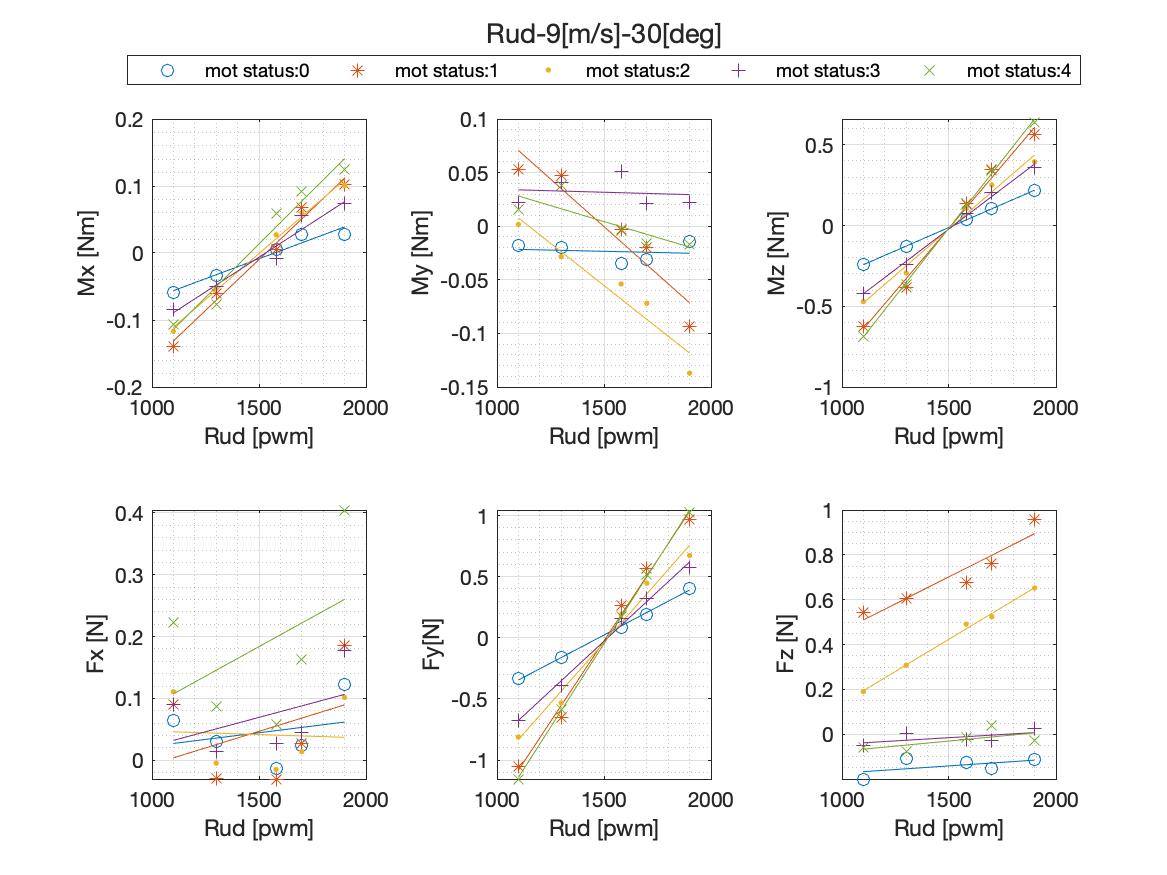 Rud-9[m/s]-30[deg]
mot status:0 mot status:1 mot status:2 mot status:3 mot status:4
0.2
0.1
0
-0.1
-0.2
Mx [Nm]
1000 1500 2000
Rud [pwm]
0.1
0.05
0
-0.05
-0.1
-0.15
My [Nm]
1000 1500 2000
Rud [pwm]
0.5
0
-0.5
-1
Mz [Nm]
1000 1500 2000
Rud [pwm]
0.4
0.3
0.2
0.1
0
Fx [N]
1000 1500 2000
Rud [pwm]
1
0.5
0
-0.5
-1
Fy[N]
1000 1500 2000
Rud [pwm]
1
0.8
0.6
0.4
0.2
0
Fz [N]
1000 1500 2000
Rud [pwm]